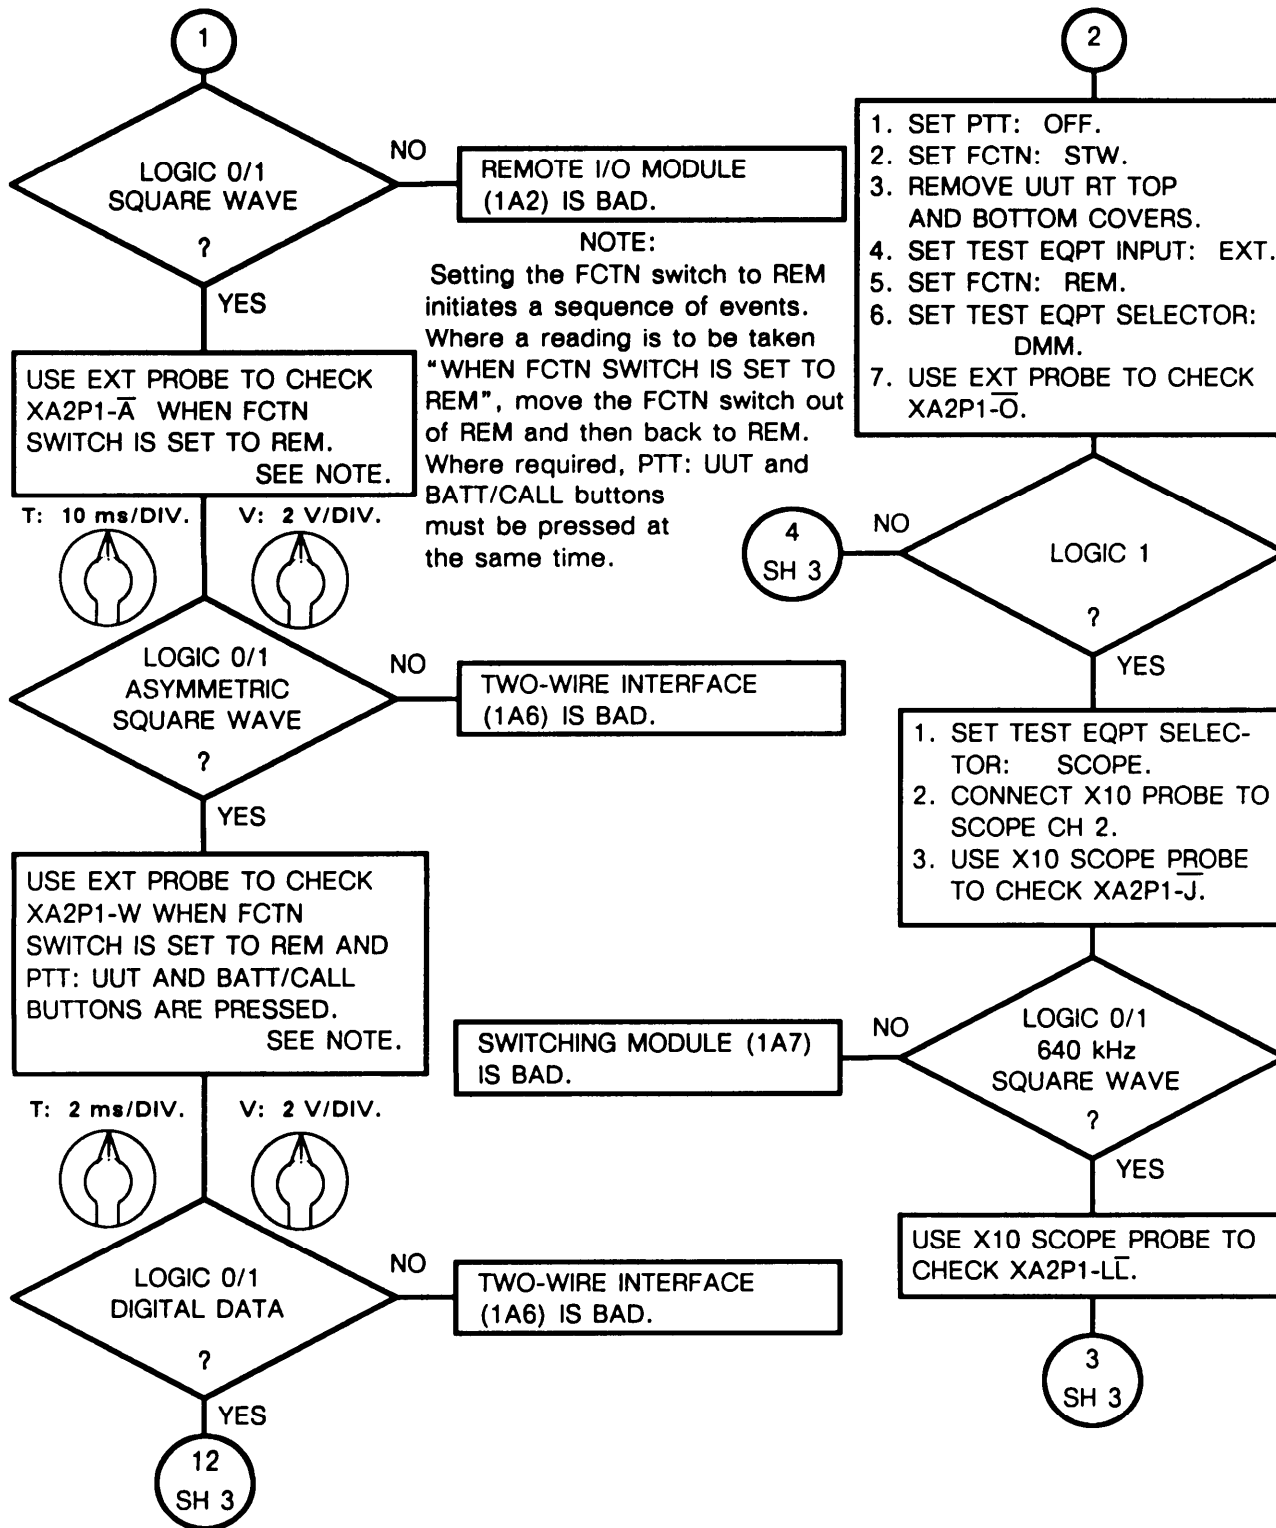 1
LOGIC 0/1
SQUARE WAVE
?
NO
REMOTE I/O MODULE
(1A2) IS BAD.
YES
NOTE:
Setting the FCTN switch to REM
initiates a sequence of events.
Where a reading is to be taken
"WHEN FCTN SWITCH IS SET TO
REM", move the FCTN switch out
of REM and then back to REM.
Where required, PTT: UUT and
BATT/CALL buttons
must be pressed at
the same time.
USE EXT PROBE TO CHECK
XA2P1-A̅ WHEN FCTN
SWITCH IS SET TO REM.
SEE NOTE.
T: 10 ms/DIV. V: 2 V/DIV.
LOGIC 0/1
ASYMMETRIC
SQUARE WAVE
?
NO
TWO-WIRE INTERFACE
(1A6) IS BAD.
YES
USE EXT PROBE TO CHECK
XA2P1-W WHEN FCTN
SWITCH IS SET TO REM AND
PTT: UUT AND BATT/CALL
BUTTONS ARE PRESSED.
SEE NOTE.
T: 2 ms/DIV. V: 2 V/DIV.
LOGIC 0/1
DIGITAL DATA
?
NO
TWO-WIRE INTERFACE
(1A6) IS BAD.
YES
12
SH 3
2
1. SET PTT: OFF.
2. SET FCTN: STW.
3. REMOVE UUT RT TOP
AND BOTTOM COVERS.
4. SET TEST EQPT INPUT: EXT.
5. SET FCTN: REM.
6. SET TEST EQPT SELECTOR:
DMM.
7. USE EXT PROBE TO CHECK
XA2P1-O̅.
LOGIC 1
?
NO
4
SH 3
YES
1. SET TEST EQPT SELEC-
TOR: SCOPE.
2. CONNECT X10 PROBE TO
SCOPE CH 2.
3. USE X10 SCOPE PROBE
TO CHECK XA2P1-J̅.
LOGIC 0/1
640 kHz
SQUARE WAVE
?
NO
SWITCHING MODULE (1A7)
IS BAD.
YES
USE X10 SCOPE PROBE TO
CHECK XA2P1-LL̅.
3
SH 3